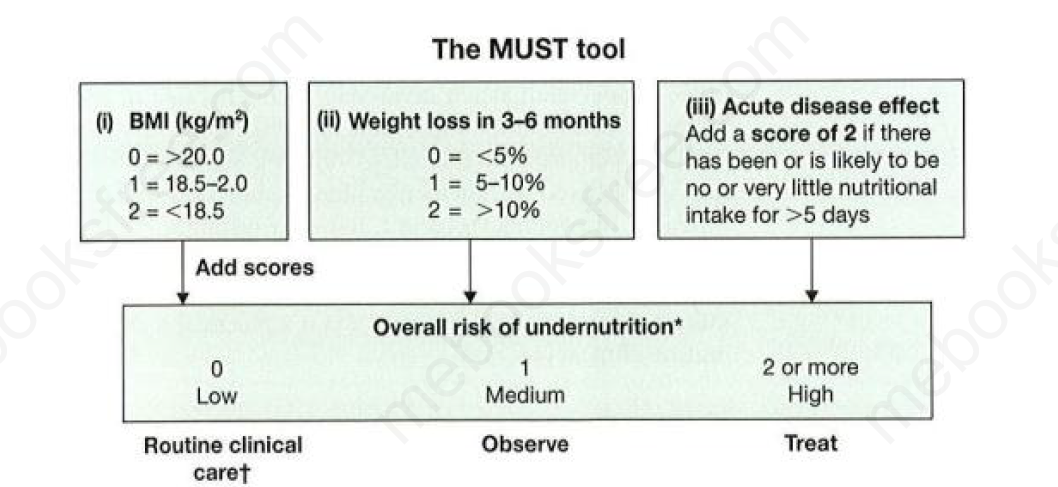 The MUST tool
(i) BMI (kg/m²)
0 = >20.0
1 = 18.5–2.0
2 = <18.5
(ii) Weight loss in 3–6 months
0 = <5%
1 = 5–10%
2 = >10%
(iii) Acute disease effect
Add a score of 2 if there
has been or is likely to be
no or very little nutritional
intake for >5 days
Add scores
Overall risk of undernutrition*
0
Low
1
Medium
2 or more
High
Routine clinical
care†
Observe
Treat